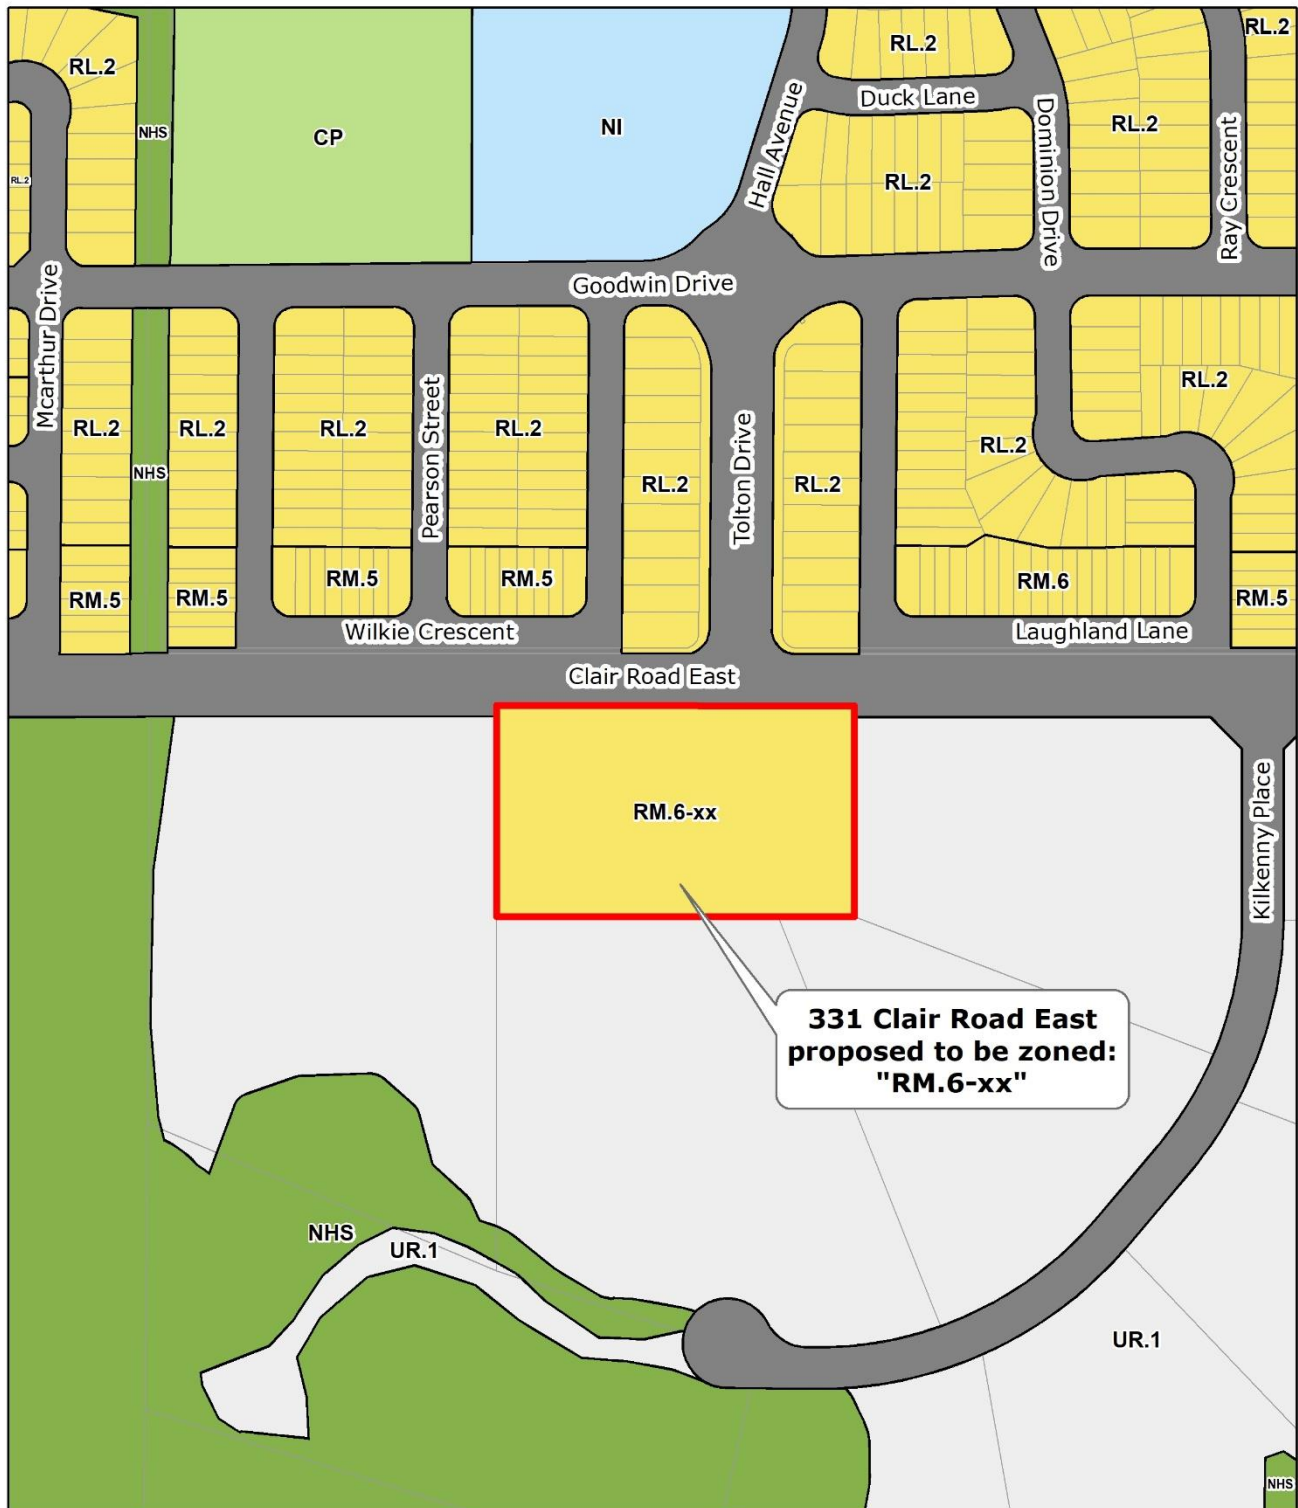 RL.2
RL.2
RL.2
Duck Lane
NHS
CP
NI
Hall Avenue
Dominion Drive
RL.2
Ray Crescent
RL.2
RL.2
Goodwin Drive
Mcarthur Drive
RL.2
RL.2
RL.2
RL.2
RL.2
RL.2
RL.2
RL.2
NHS
Pearson Street
Tolton Drive
RM.5
RM.5
RM.5
RM.5
RM.6
RM.5
Wilkie Crescent
Laughland Lane
Clair Road East
RM.6-xx
Kilkenny Place
331 Clair Road East
proposed to be zoned:
"RM.6-xx"
NHS
UR.1
UR.1
NHS